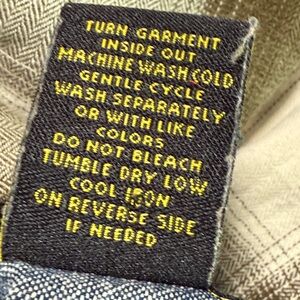 TURN GARMENT
INSIDE OUT
MACHINE WASH COLD
GENTLE CYCLE
WASH SEPARATELY
OR WITH LIKE
COLORS
DO NOT BLEACH
TUMBLE DRY LOW
COOL IRON
ON REVERSE SIDE
IF NEEDED